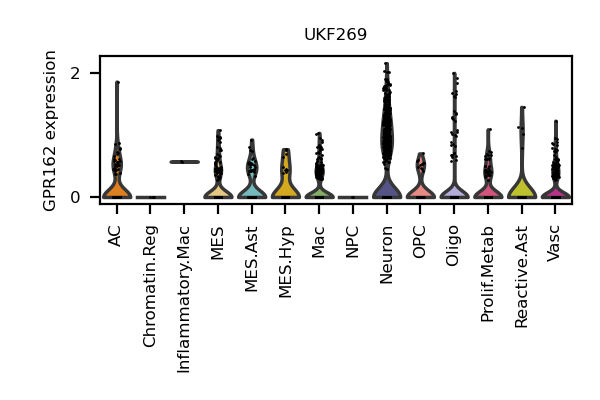 UKF269
GPR162 expression
2
0
AC
Chromatin.Reg
Inflammatory.Mac
MES
MES.Ast
MES.Hyp
Mac
NPC
Neuron
OPC
Oligo
Prolif.Metab
Reactive.Ast
Vasc